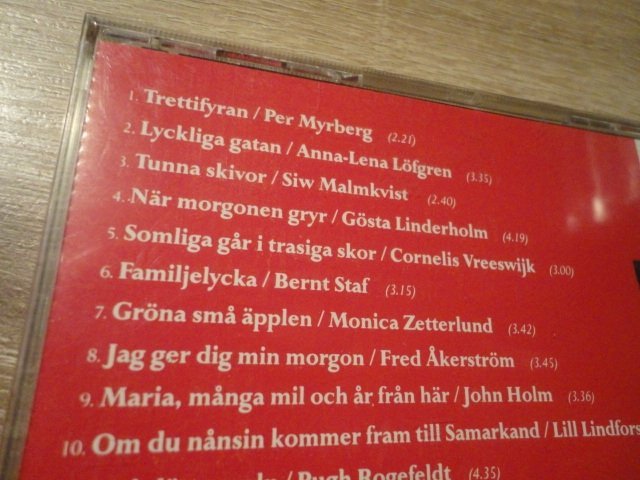 1. Trettifyran / Per Myrberg (2.21)
2. Lyckliga gatan / Anna-Lena Löfgren (3.35)
3. Tunna skivor / Siw Malmkvist (2.40)
4. När morgonen gryr / Gösta Linderholm (4.19)
5. Somliga går i trasiga skor / Cornelis Vreeswijk (3.00)
6. Familjelycka / Bernt Staf (3.15)
7. Gröna små äpplen / Monica Zetterlund (3.42)
8. Jag ger dig min morgon / Fred Åkerström (3.45)
9. Maria, många mil och år från här / John Holm (3.36)
10. Om du nånsin kommer fram till Samarkand / Lill Lindfors
/ Pugh Rogefeldt (4.35)